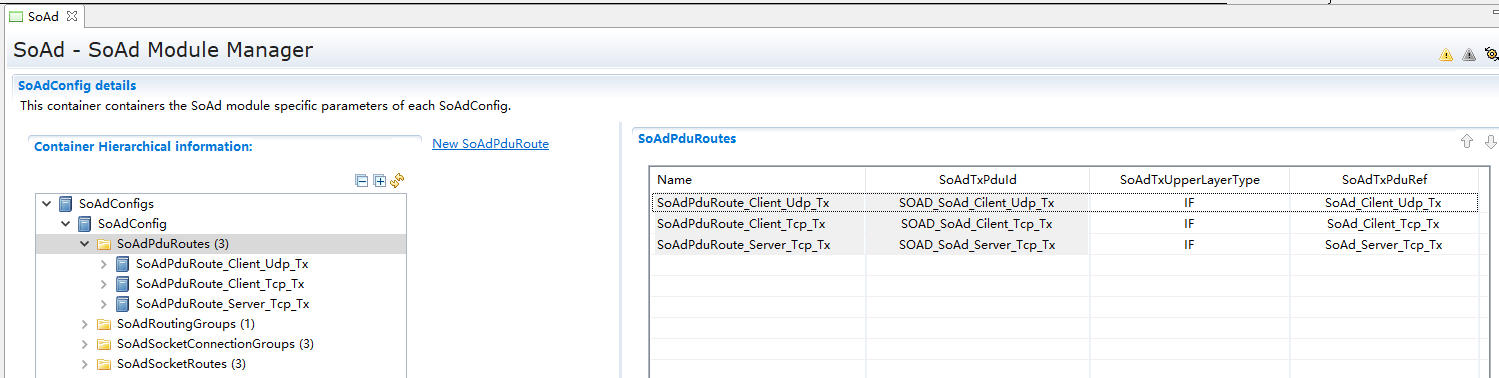 SoAd
SoAd - SoAd Module Manager
SoAdConfig details
This container containers the SoAd module specific parameters of each SoAdConfig.
Container Hierarchical information:
New SoAdPduRoute
SoAdConfigs
SoAdConfig
SoAdPduRoutes (3)
SoAdPduRoute_Client_Udp_Tx
SoAdPduRoute_Client_Tcp_Tx
SoAdPduRoute_Server_Tcp_Tx
SoAdRoutingGroups (1)
SoAdSocketConnectionGroups (3)
SoAdSocketRoutes (3)
SoAdPduRoutes
Name SoAdTxPduId SoAdTxUpperLayerType SoAdTxPduRef
SoAdPduRoute_Client_Udp_Tx SOAD_SoAd_Cilent_Udp_Tx IF SoAd_Cilent_Udp_Tx
SoAdPduRoute_Client_Tcp_Tx SOAD_SoAd_Cilent_Tcp_Tx IF SoAd_Cilent_Tcp_Tx
SoAdPduRoute_Server_Tcp_Tx SOAD_SoAd_Server_Tcp_Tx IF SoAd_Server_Tcp_Tx